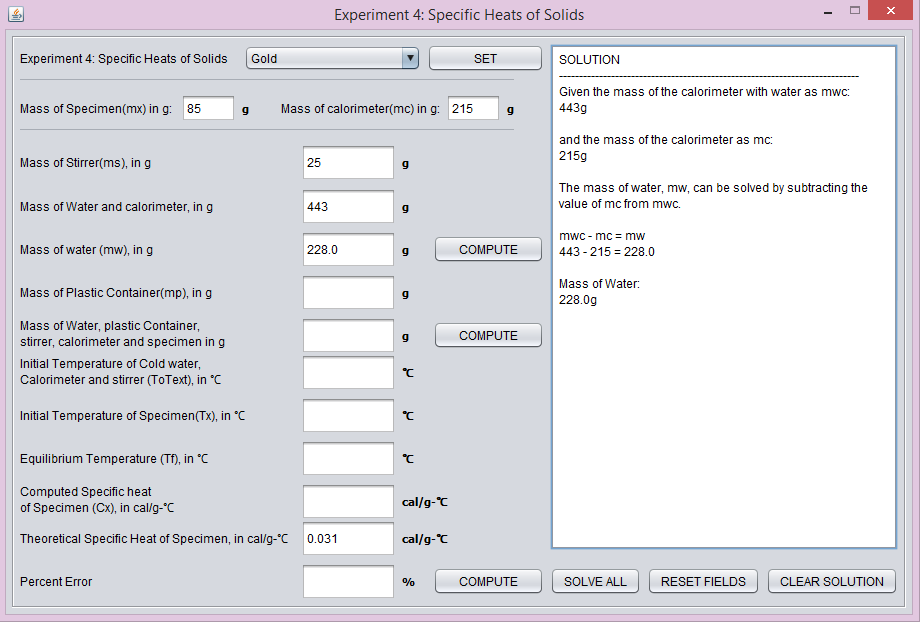 Experiment 4: Specific Heats of Solids
Experiment 4: Specific Heats of Solids Gold SET
Mass of Specimen(mx) in g: 85 g Mass of calorimeter(mc) in g: 215 g
Mass of Stirrer(ms), in g 25 g
Mass of Water and calorimeter, in g 443 g
Mass of water (mw), in g 228.0 g COMPUTE
Mass of Plastic Container(mp), in g g
Mass of Water, plastic Container,
stirrer, calorimeter and specimen in g g COMPUTE
Initial Temperature of Cold water,
Calorimeter and stirrer (ToText), in °C °C
Initial Temperature of Specimen(Tx), in °C °C
Equilibrium Temperature (Tf), in °C °C
Computed Specific heat
of Specimen (Cx), in cal/g-°C cal/g-°C
Theoretical Specific Heat of Specimen, in cal/g-°C 0.031 cal/g-°C
Percent Error % COMPUTE SOLVE ALL RESET FIELDS CLEAR SOLUTION
SOLUTION
---------------------------------------------------------------------------
Given the mass of the calorimeter with water as mwc:
443g
and the mass of the calorimeter as mc:
215g
The mass of water, mw, can be solved by subtracting the
value of mc from mwc.
mwc - mc = mw
443 - 215 = 228.0
Mass of Water:
228.0g